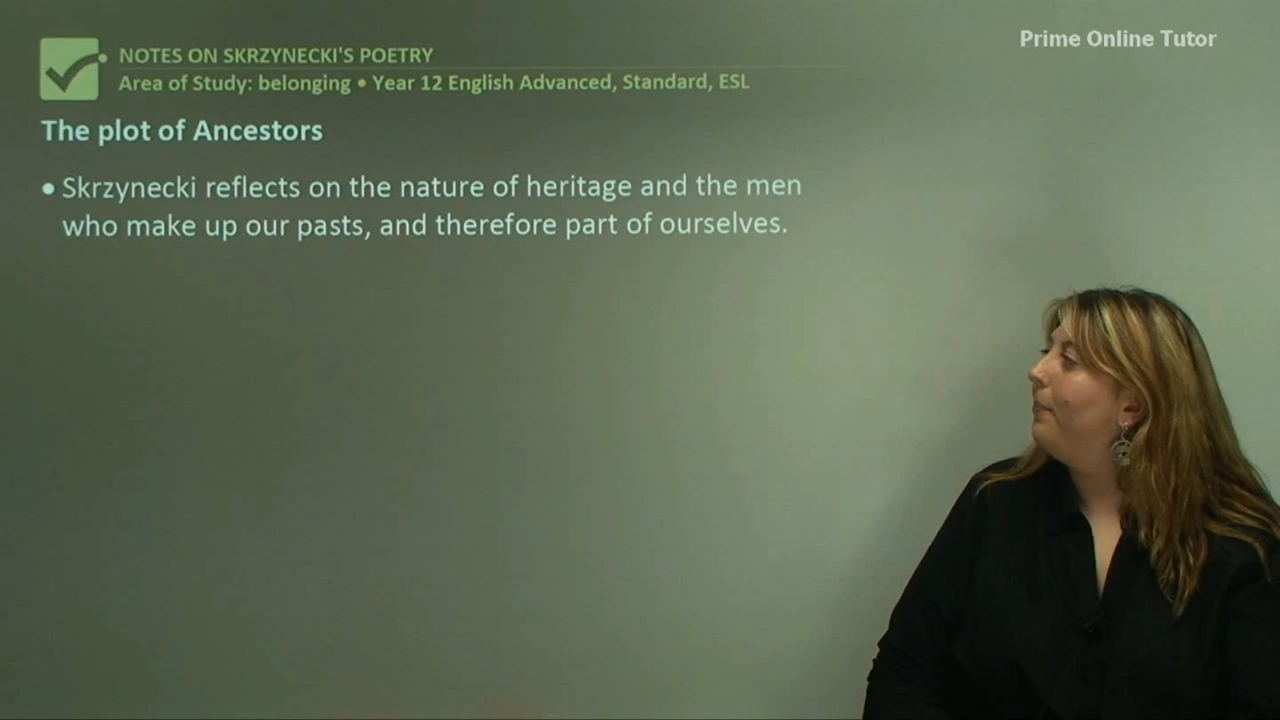 Prime Online Tutor
NOTES ON SKRZYNECKI'S POETRY
Area of Study: belonging • Year 12 English Advanced, Standard, ESL
The plot of Ancestors
• Skrzynecki reflects on the nature of heritage and the men
who make up our pasts, and therefore part of ourselves.